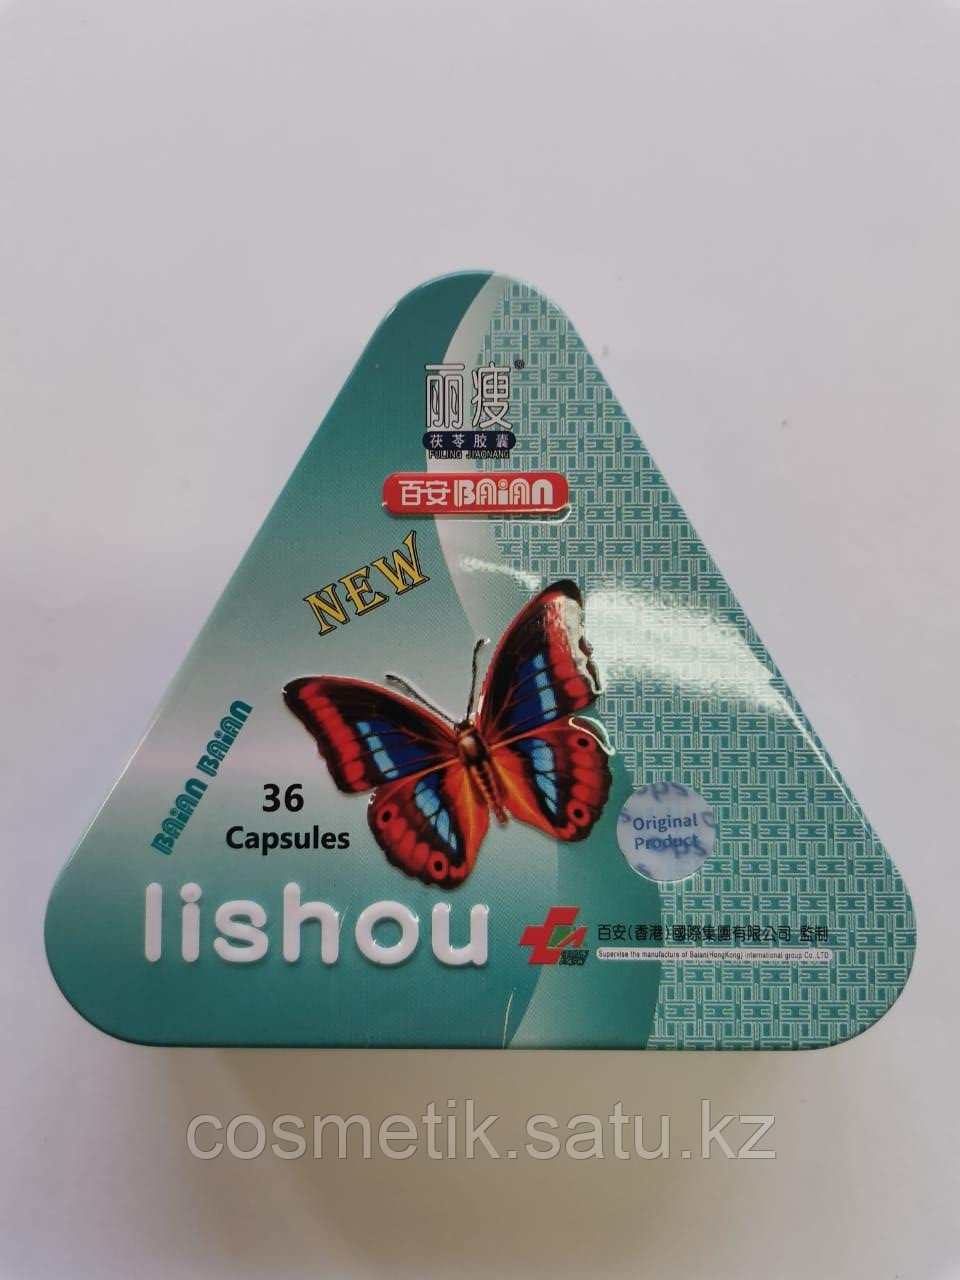 丽瘦®
茯苓胶囊
FULING JIAONANG
百安 BAiAN
NEW
BAiAN BAiAN
36
Capsules
Original
Product
lishou
百安(香港)國際集團有限公司 監制
Supervise the manufacture of Baian(HongKong) international group Co.,LTD
cosmetik.satu.kz